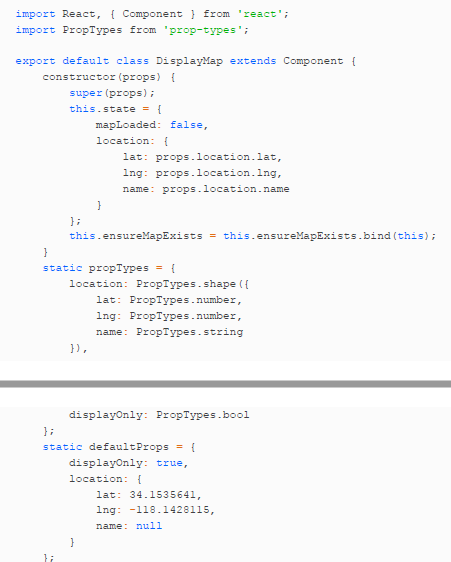 import React, { Component } from 'react';
import PropTypes from 'prop-types';

export default class DisplayMap extends Component {
    constructor(props) {
        super(props);
        this.state = {
            mapLoaded: false,
            location: {
                lat: props.location.lat,
                lng: props.location.lng,
                name: props.location.name
            }
        };
        this.ensureMapExists = this.ensureMapExists.bind(this);
    }
    static propTypes = {
        location: PropTypes.shape({
            lat: PropTypes.number,
            lng: PropTypes.number,
            name: PropTypes.string
        }),
        displayOnly: PropTypes.bool
    };
    static defaultProps = {
        displayOnly: true,
        location: {
            lat: 34.1535641,
            lng: -118.1428115,
            name: null
        }
    };